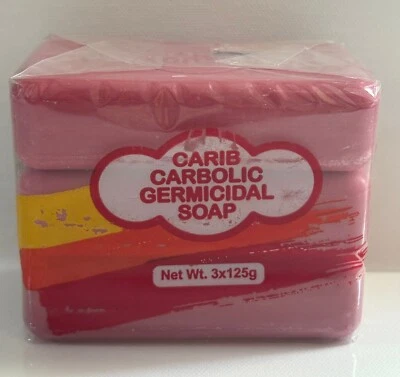 CARIB
CARBOLIC
GERMICIDAL
SOAP
Net Wt. 3x125g